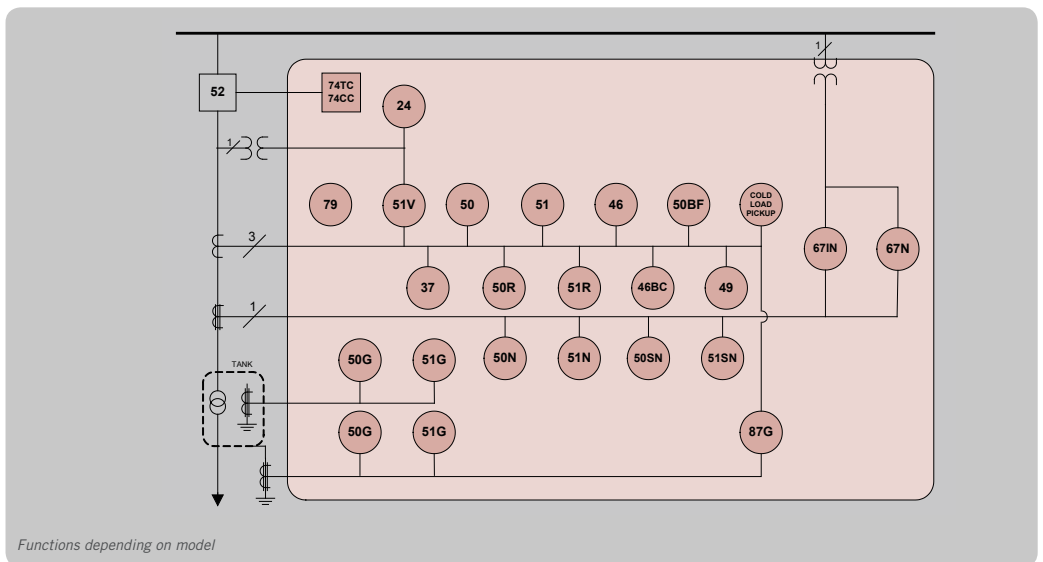 1
52
74TC
74CC
24
1
79
51V
50
51
46
50BF
COLD
LOAD
PICKUP
3
67IN
67N
37
50R
51R
46BC
49
1
50G
51G
50N
51N
50SN
51SN
TANK
50G
51G
87G
Functions depending on model